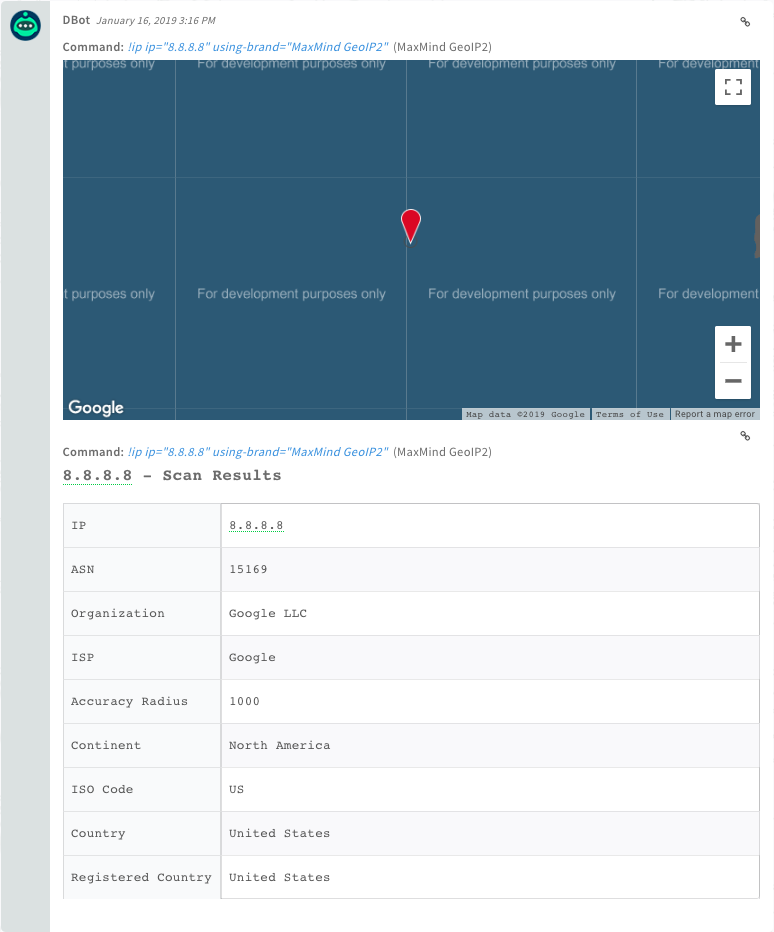 DBot January 16, 2019 3:16 PM
Command: !ip ip="8.8.8.8" using-brand="MaxMind GeoIP2" (MaxMind GeoIP2)
t purposes only For development purposes only For development purposes only For development
t purposes only For development purposes only For development purposes only For development
Google
Map data ©2019 Google Terms of Use Report a map error
Command: !ip ip="8.8.8.8" using-brand="MaxMind GeoIP2" (MaxMind GeoIP2)
8.8.8.8 - Scan Results
IP 8.8.8.8
ASN 15169
Organization Google LLC
ISP Google
Accuracy Radius 1000
Continent North America
ISO Code US
Country United States
Registered Country United States